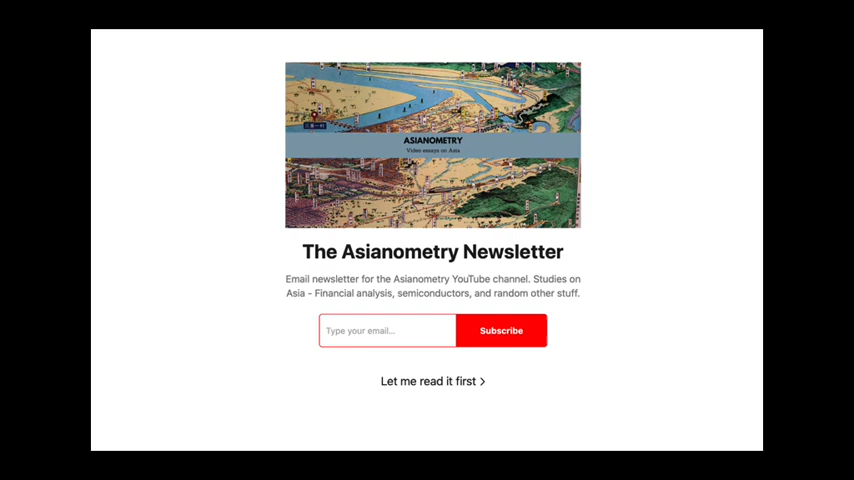 ASIANOMETRY
Video essays on Asia
The Asianometry Newsletter
Email newsletter for the Asianometry YouTube channel. Studies on
Asia - Financial analysis, semiconductors, and random other stuff.
Type your email...
Subscribe
Let me read it first >